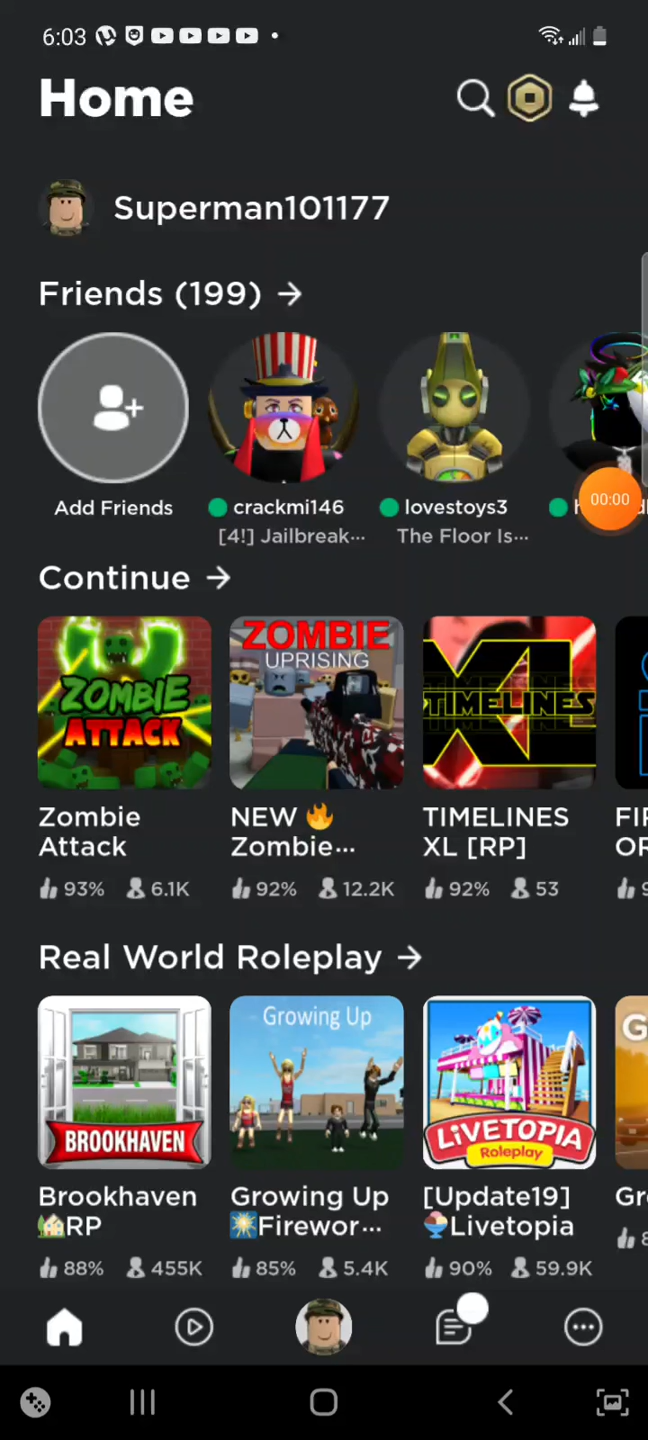 6:03
Home
Superman101177
Friends (199) →
Add Friends
crackmi146
[4!] Jailbreak...
lovestoys3
The Floor Is...
00:00
Continue →
ZOMBIE
ATTACK
ZOMBIE
UPRISING
TIMELINES
XL
Zombie
Attack
93% 6.1K
NEW 🔥
Zombie...
92% 12.2K
TIMELINES
XL [RP]
92% 53
Real World Roleplay →
BROOKHAVEN
Growing Up
LIVETOPIA
Roleplay
Brookhaven
🏡RP
88% 455K
Growing Up
🎆Firewor...
85% 5.4K
[Update19]
🍨Livetopia
90% 59.9K